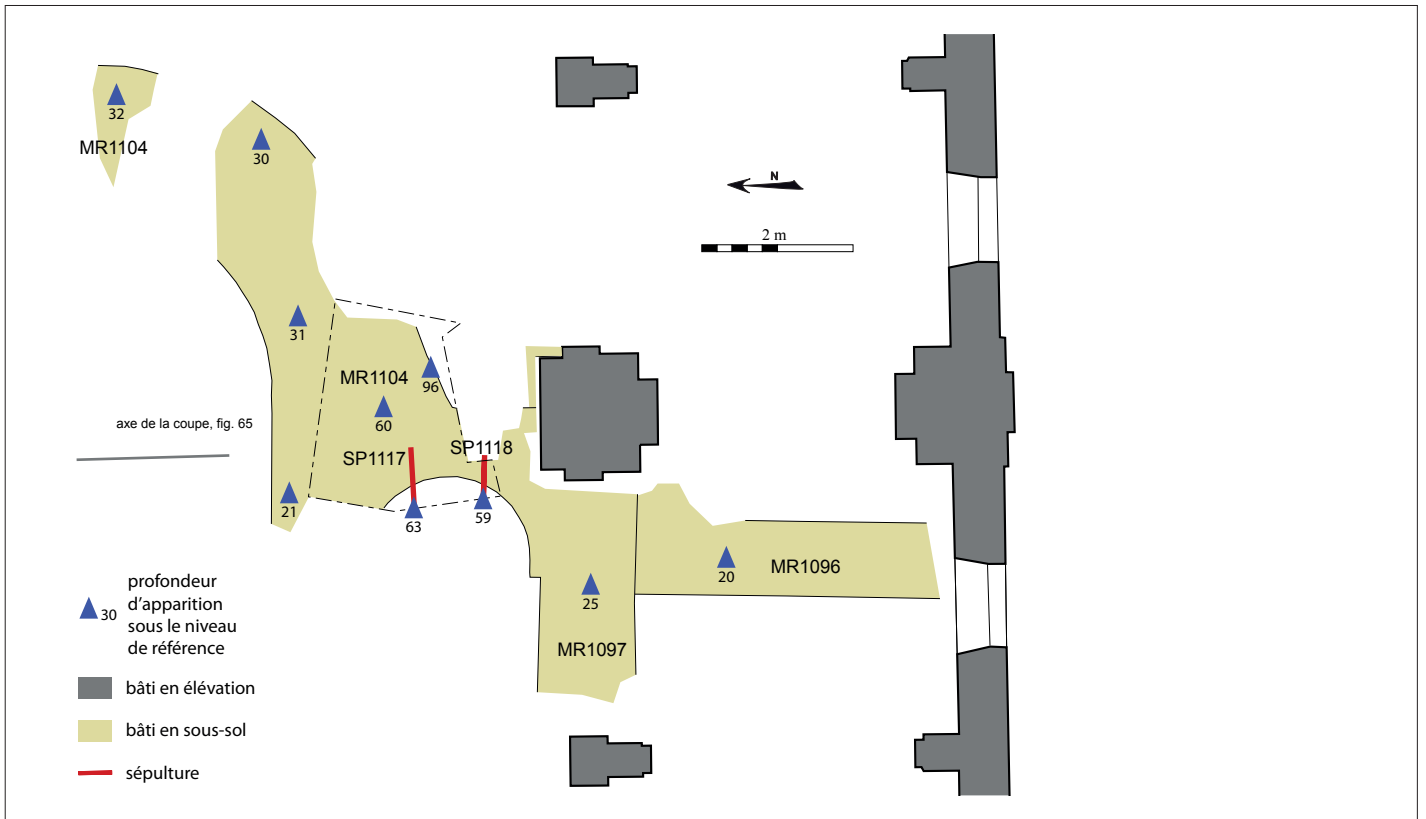 32
MR1104
30
N
2 m
31
MR1104
96
60
axe de la coupe, fig. 65
SP1118
SP1117
21
63
59
20
MR1096
25
MR1097
30
profondeur
d’apparition
sous le niveau
de référence
bâti en élévation
bâti en sous-sol
sépulture